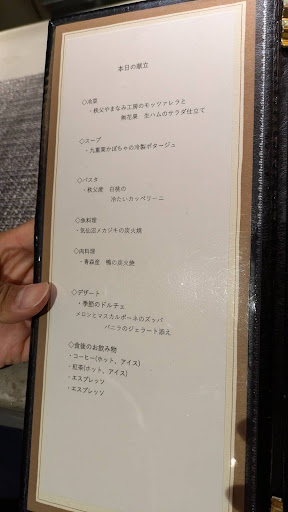 本日の献立
◇冷菜
・秩父やまなみ工房のモッツァレラと
無花果　生ハムのサラダ仕立て
◇スープ
・九重栗かぼちゃの冷製ポタージュ
◇パスタ
・秩父産　白桃の
冷たいカッペリーニ
◇魚料理
・気仙沼メカジキの炭火焼
◇肉料理
・青森産　鴨の炭火焼
◇デザート
・季節のドルチェ
メロンとマスカルポーネのズッパ
バニラのジェラート添え
◇食後のお飲み物
・コーヒー(ホット、アイス)
・紅茶(ホット、アイス)
・エスプレッソ
・エスプレッソ